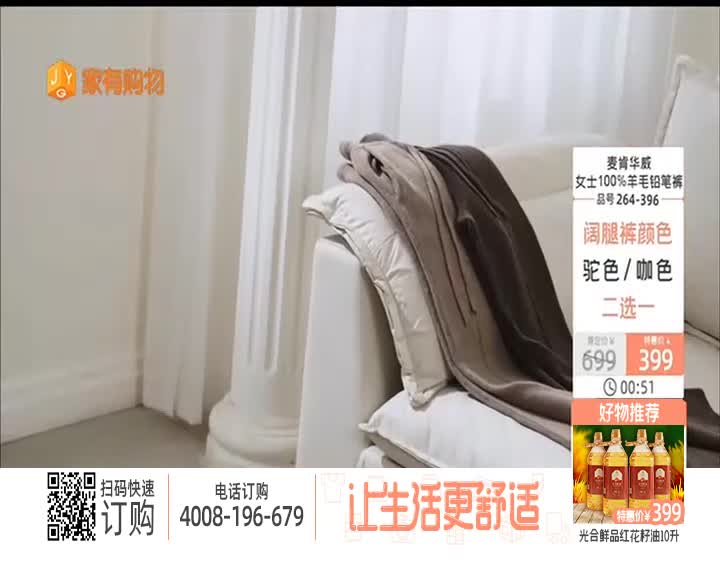 JYG 家有购物
麦肯华威
女士100%羊毛铅笔裤
品号 264-396
阔腿裤颜色
驼色/咖色
二选一
商定价¥ 699
特惠价¥ 399
00:51
好物推荐
特惠价¥399
光合鲜品红花籽油10升
扫码快速
订购
电话订购
4008-196-679
让生活更舒适